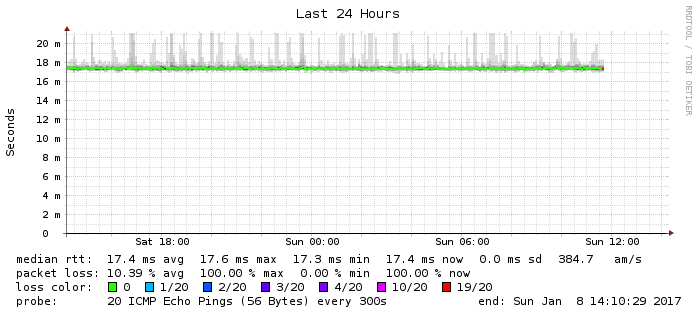 Last 24 Hours
RRDTOOL / TOBI OETIKER
Seconds
20 m
18 m
16 m
14 m
12 m
10 m
8 m
6 m
4 m
2 m
0
Sat 18:00 Sun 00:00 Sun 06:00 Sun 12:00
median rtt: 17.4 ms avg 17.6 ms max 17.3 ms min 17.4 ms now 0.0 ms sd 384.7 am/s
packet loss: 10.39 % avg 100.00 % max 0.00 % min 100.00 % now
loss color: 0 1/20 2/20 3/20 4/20 10/20 19/20
probe: 20 ICMP Echo Pings (56 Bytes) every 300s end: Sun Jan 8 14:10:29 2017